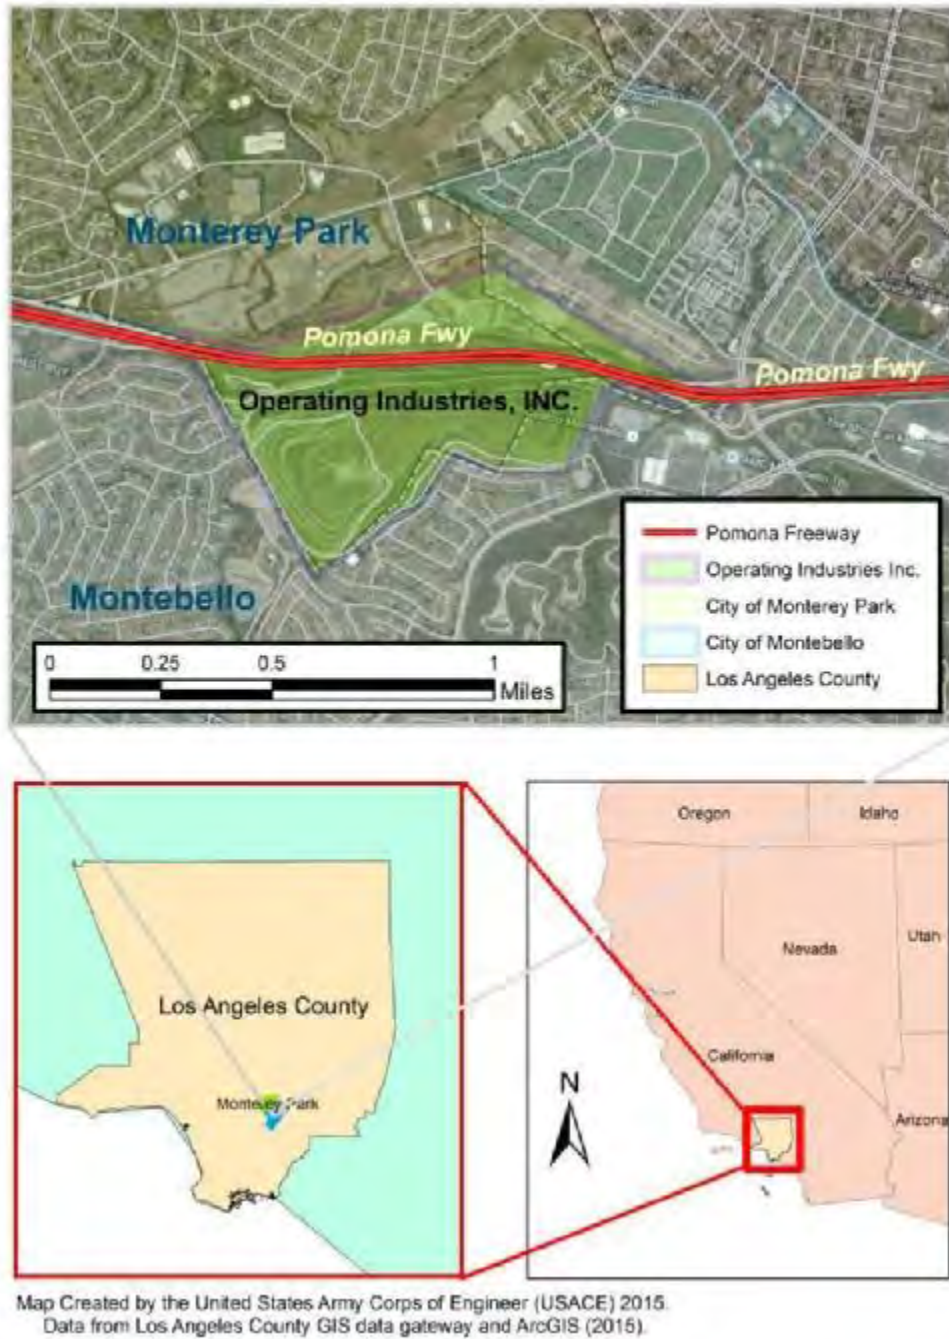 Monterey Park
Pomona Fwy
Pomona Fwy
Operating Industries, INC.
Montebello
Pomona Freeway
Operating Industries Inc.
City of Monterey Park
City of Montebello
Los Angeles County
0 0.25 0.5 1
Miles
Los Angeles County
Monterey Park
Oregon
Idaho
Nevada
Utah
California
Arizona
N
Map Created by the United States Army Corps of Engineer (USACE) 2015.
Data from Los Angeles County GIS data gateway and ArcGIS (2015).